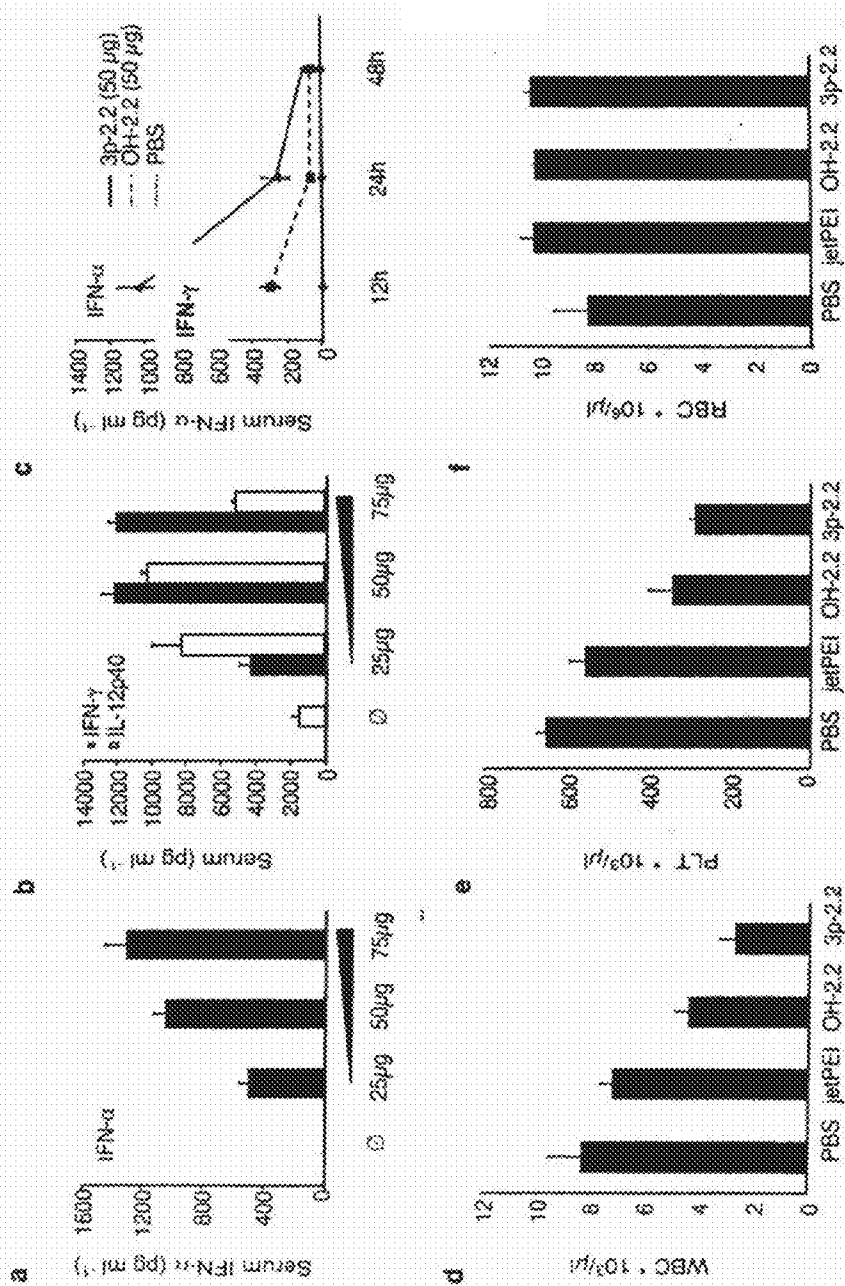 a
IFN-α
Serum IFN-α (pg ml⁻¹)
1600
1200
800
400
0
∅ 25µg 50µg 75µg
b
▪ IFN-γ
▫ IL-12p40
Serum (pg ml⁻¹)
14000
12000
10000
8000
6000
4000
2000
0
∅ 25µg 50µg 75µg
c
IFN-α
IFN-γ
3p-2.2 (50 µg)
OH-2.2 (50 µg)
PBS
Serum IFN-α (pg ml⁻¹)
1400
1200
1000
800
600
400
200
0
12h 24h 48h
d
WBC * 10³/µl
12
10
8
6
4
2
0
PBS jetPEI OH-2.2 3p-2.2
e
PLT * 10³/µl
800
600
400
200
0
PBS jetPEI OH-2.2 3p-2.2
f
RBC * 10⁶/µl
12
10
8
6
4
2
0
PBS jetPEI OH-2.2 3p-2.2